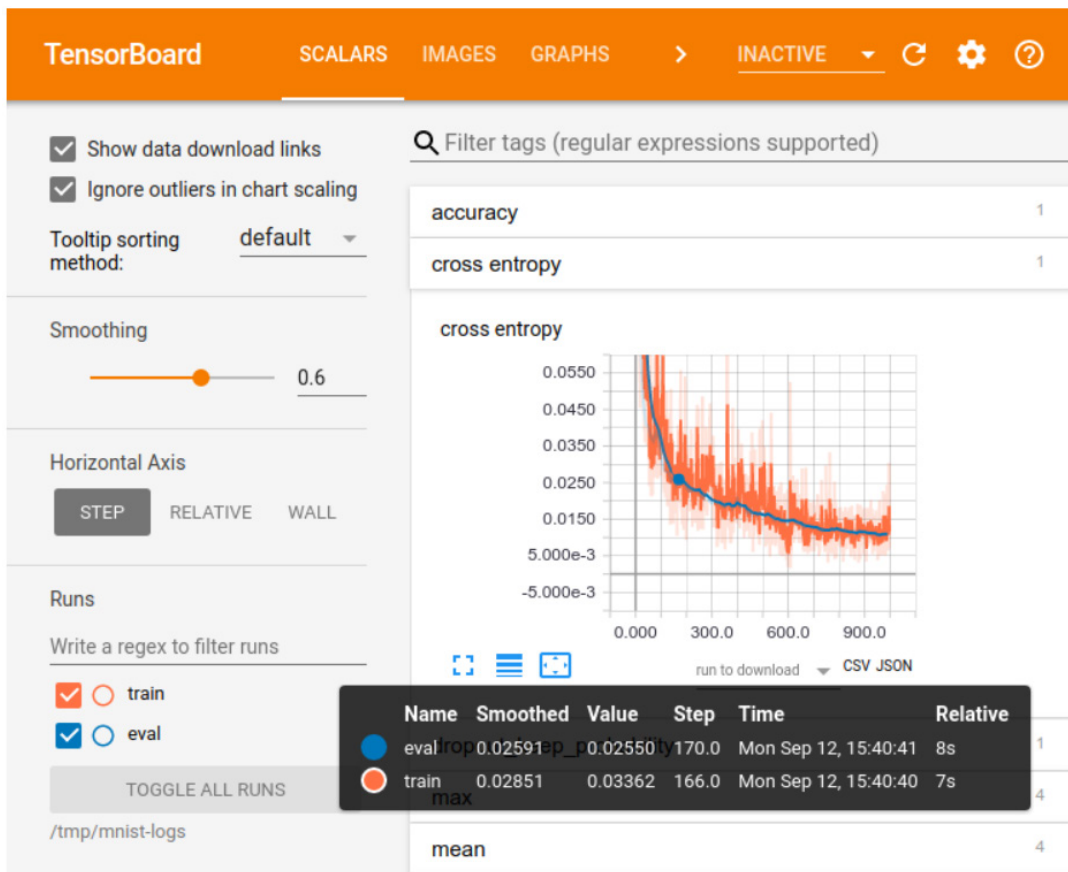 TensorBoard SCALARS IMAGES GRAPHS INACTIVE
Show data download links
Ignore outliers in chart scaling
Tooltip sorting method: default
Smoothing
0.6
Horizontal Axis
STEP RELATIVE WALL
Runs
Write a regex to filter runs
train
eval
TOGGLE ALL RUNS
/tmp/mnist-logs
Filter tags (regular expressions supported)
accuracy 1
cross entropy 1
cross entropy
0.0550
0.0450
0.0350
0.0250
0.0150
5.000e-3
-5.000e-3
0.000 300.0 600.0 900.0
run to download CSV JSON
Name Smoothed Value Step Time Relative
eval 0.02591 0.02550 170.0 Mon Sep 12, 15:40:41 8s
train 0.02851 0.03362 166.0 Mon Sep 12, 15:40:40 7s
1
max 4
mean 4